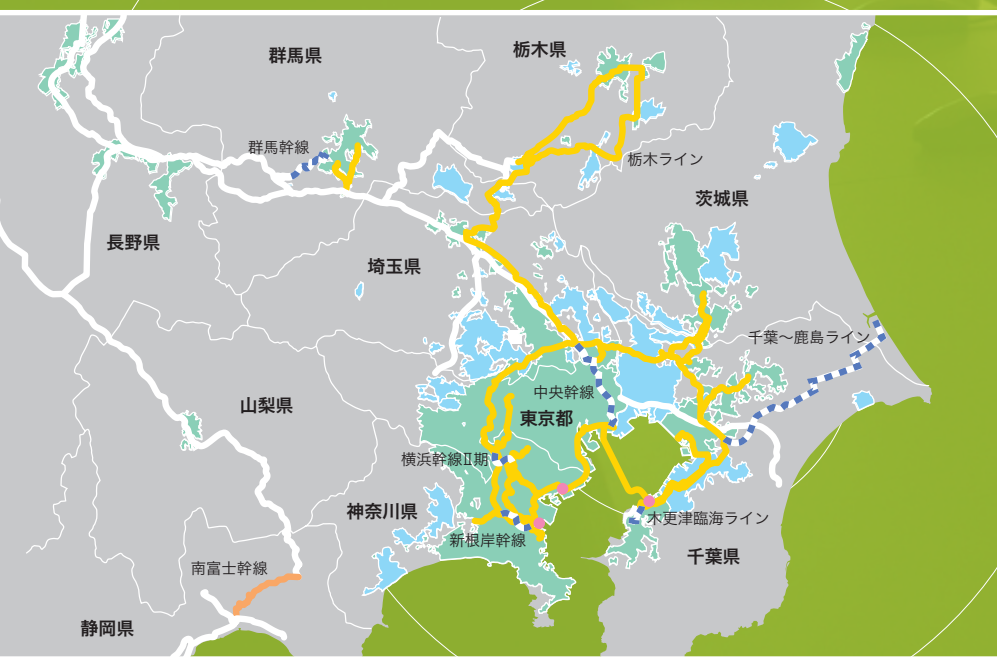 群馬県
栃木県
群馬幹線
栃木ライン
茨城県
長野県
埼玉県
千葉～鹿島ライン
中央幹線
山梨県
東京都
横浜幹線Ⅱ期
神奈川県
木更津臨海ライン
新根岸幹線
千葉県
南富士幹線
静岡県